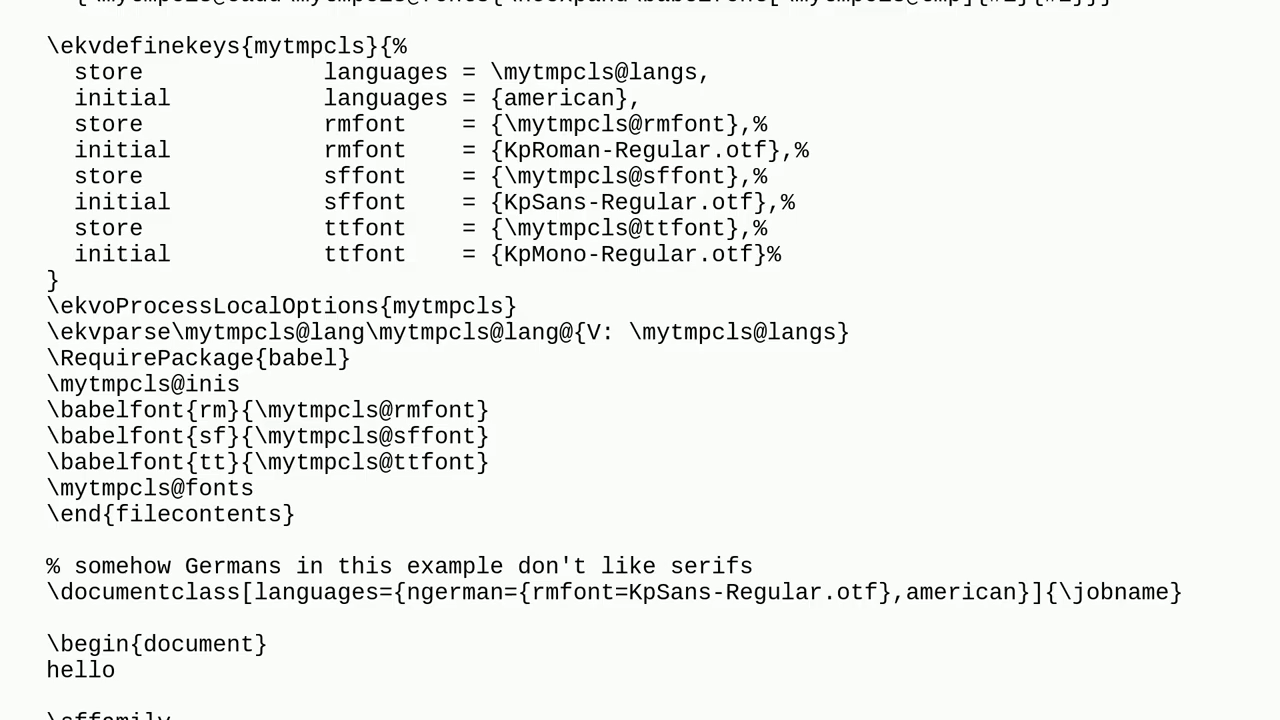 \ekvdefinekeys{mytmpcls}{%
  store             languages = \mytmpcls@langs,
  initial           languages = {american},
  store             rmfont    = {\mytmpcls@rmfont},%
  initial           rmfont    = {KpRoman-Regular.otf},%
  store             sffont    = {\mytmpcls@sffont},%
  initial           sffont    = {KpSans-Regular.otf},%
  store             ttfont    = {\mytmpcls@ttfont},%
  initial           ttfont    = {KpMono-Regular.otf}%
}
\ekvoProcessLocalOptions{mytmpcls}
\ekvparse\mytmpcls@lang\mytmpcls@lang@{V: \mytmpcls@langs}
\RequirePackage{babel}
\mytmpcls@inis
\babelfont{rm}{\mytmpcls@rmfont}
\babelfont{sf}{\mytmpcls@sffont}
\babelfont{tt}{\mytmpcls@ttfont}
\mytmpcls@fonts
\end{filecontents}

% somehow Germans in this example don't like serifs
\documentclass[languages={ngerman={rmfont=KpSans-Regular.otf},american}]{\jobname}

\begin{document}
hello

\sffamily